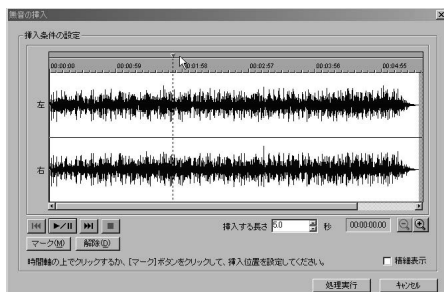 無音の挿入
挿入条件の設定
00:00:00 00:00:59 00:01:58 00:02:57 00:03:56 00:04:55
左
右
挿入する長さ 5.0 秒 00:00:00.00
マーク(M) 解除(D)
時間軸の上でクリックするか、[マーク]ボタンをクリックして、挿入位置を設定してください。
精細表示
処理実行 キャンセル